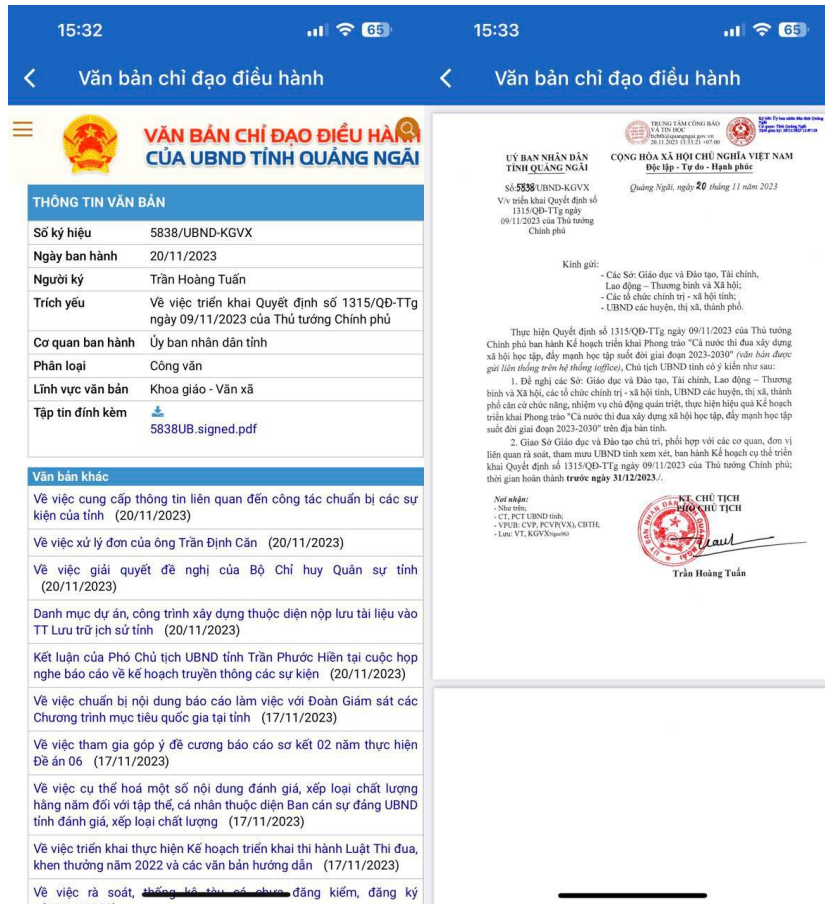 15:32
65
Văn bản chỉ đạo điều hành
VĂN BẢN CHỈ ĐẠO ĐIỀU HÀNH
CỦA UBND TỈNH QUẢNG NGÃI
THÔNG TIN VĂN BẢN
Số ký hiệu 5838/UBND-KGVX
Ngày ban hành 20/11/2023
Người ký Trần Hoàng Tuấn
Trích yếu Về việc triển khai Quyết định số 1315/QĐ-TTg
ngày 09/11/2023 của Thủ tướng Chính phủ
Cơ quan ban hành Ủy ban nhân dân tỉnh
Phân loại Công văn
Lĩnh vực văn bản Khoa giáo - Văn xã
Tập tin đính kèm
5838UB.signed.pdf
Văn bản khác
Về việc cung cấp thông tin liên quan đến công tác chuẩn bị các sự
kiện của tỉnh (20/11/2023)
Về việc xử lý đơn của ông Trần Định Căn (20/11/2023)
Về việc giải quyết đề nghị của Bộ Chỉ huy Quân sự tỉnh
(20/11/2023)
Danh mục dự án, công trình xây dựng thuộc diện nộp lưu tài liệu vào
TT Lưu trữ ịch sử tỉnh (20/11/2023)
Kết luận của Phó Chủ tịch UBND tỉnh Trần Phước Hiền tại cuộc họp
nghe báo cáo về kế hoạch truyền thông các sự kiện (20/11/2023)
Về việc chuẩn bị nội dung báo cáo làm việc với Đoàn Giám sát các
Chương trình mục tiêu quốc gia tại tỉnh (17/11/2023)
Về việc tham gia góp ý đề cương báo cáo sơ kết 02 năm thực hiện
Đề án 06 (17/11/2023)
Về việc cụ thể hoá một số nội dung đánh giá, xếp loại chất lượng
hằng năm đối với tập thể, cá nhân thuộc diện Ban cán sự đảng UBND
tỉnh đánh giá, xếp loại chất lượng (17/11/2023)
Về việc triển khai thực hiện Kế hoạch triển khai thi hành Luật Thi đua,
khen thưởng năm 2022 và các văn bản hướng dẫn (17/11/2023)
Về việc rà soát, thống kê tàu cá chưa đăng kiểm, đăng ký
15:33
65
Văn bản chỉ đạo điều hành
TRUNG TÂM CÔNG BÁO
VÀ TIN HỌC
20.11.2023 13:31:21 +07:00
UỶ BAN NHÂN DÂN
TỈNH QUẢNG NGÃI
CỘNG HÒA XÃ HỘI CHỦ NGHĨA VIỆT NAM
Độc lập - Tự do - Hạnh phúc
Số:5838/UBND-KGVX
Quảng Ngãi, ngày 20 tháng 11 năm 2023
V/v triển khai Quyết định số
1315/QĐ-TTg ngày
09/11/2023 của Thủ tướng
Chính phủ
Kính gửi:
- Các Sở: Giáo dục và Đào tạo, Tài chính,
Lao động – Thương binh và Xã hội;
- Các tổ chức chính trị - xã hội tỉnh;
- UBND các huyện, thị xã, thành phố.
Thực hiện Quyết định số 1315/QĐ-TTg ngày 09/11/2023 của Thủ tướng
Chính phủ ban hành Kế hoạch triển khai Phong trào "Cả nước thi đua xây dựng
xã hội học tập, đẩy mạnh học tập suốt đời giai đoạn 2023-2030" (văn bản được
gửi liên thông trên hệ thống ioffice), Chủ tịch UBND tỉnh có ý kiến như sau:
1. Đề nghị các Sở: Giáo dục và Đào tạo, Tài chính, Lao động – Thương
binh và Xã hội, các tổ chức chính trị - xã hội tỉnh, UBND các huyện, thị xã, thành
phố căn cứ chức năng, nhiệm vụ chủ động quán triệt, thực hiện hiệu quả Kế hoạch
triển khai Phong trào "Cả nước thi đua xây dựng xã hội học tập, đẩy mạnh học tập
suốt đời giai đoạn 2023-2030" trên địa bàn tỉnh.
2. Giao Sở Giáo dục và Đào tạo chủ trì, phối hợp với các cơ quan, đơn vị
liên quan rà soát, tham mưu UBND tỉnh xem xét, ban hành Kế hoạch cụ thể triển
khai Quyết định số 1315/QĐ-TTg ngày 09/11/2023 của Thủ tướng Chính phủ;
thời gian hoàn thành trước ngày 31/12/2023./.
Nơi nhận:
- Như trên;
- CT, PCT UBND tỉnh;
- VPUB: CVP, PCVP(VX), CBTH;
- Lưu: VT, KGVX
KT. CHỦ TỊCH
PHÓ CHỦ TỊCH
Trần Hoàng Tuấn